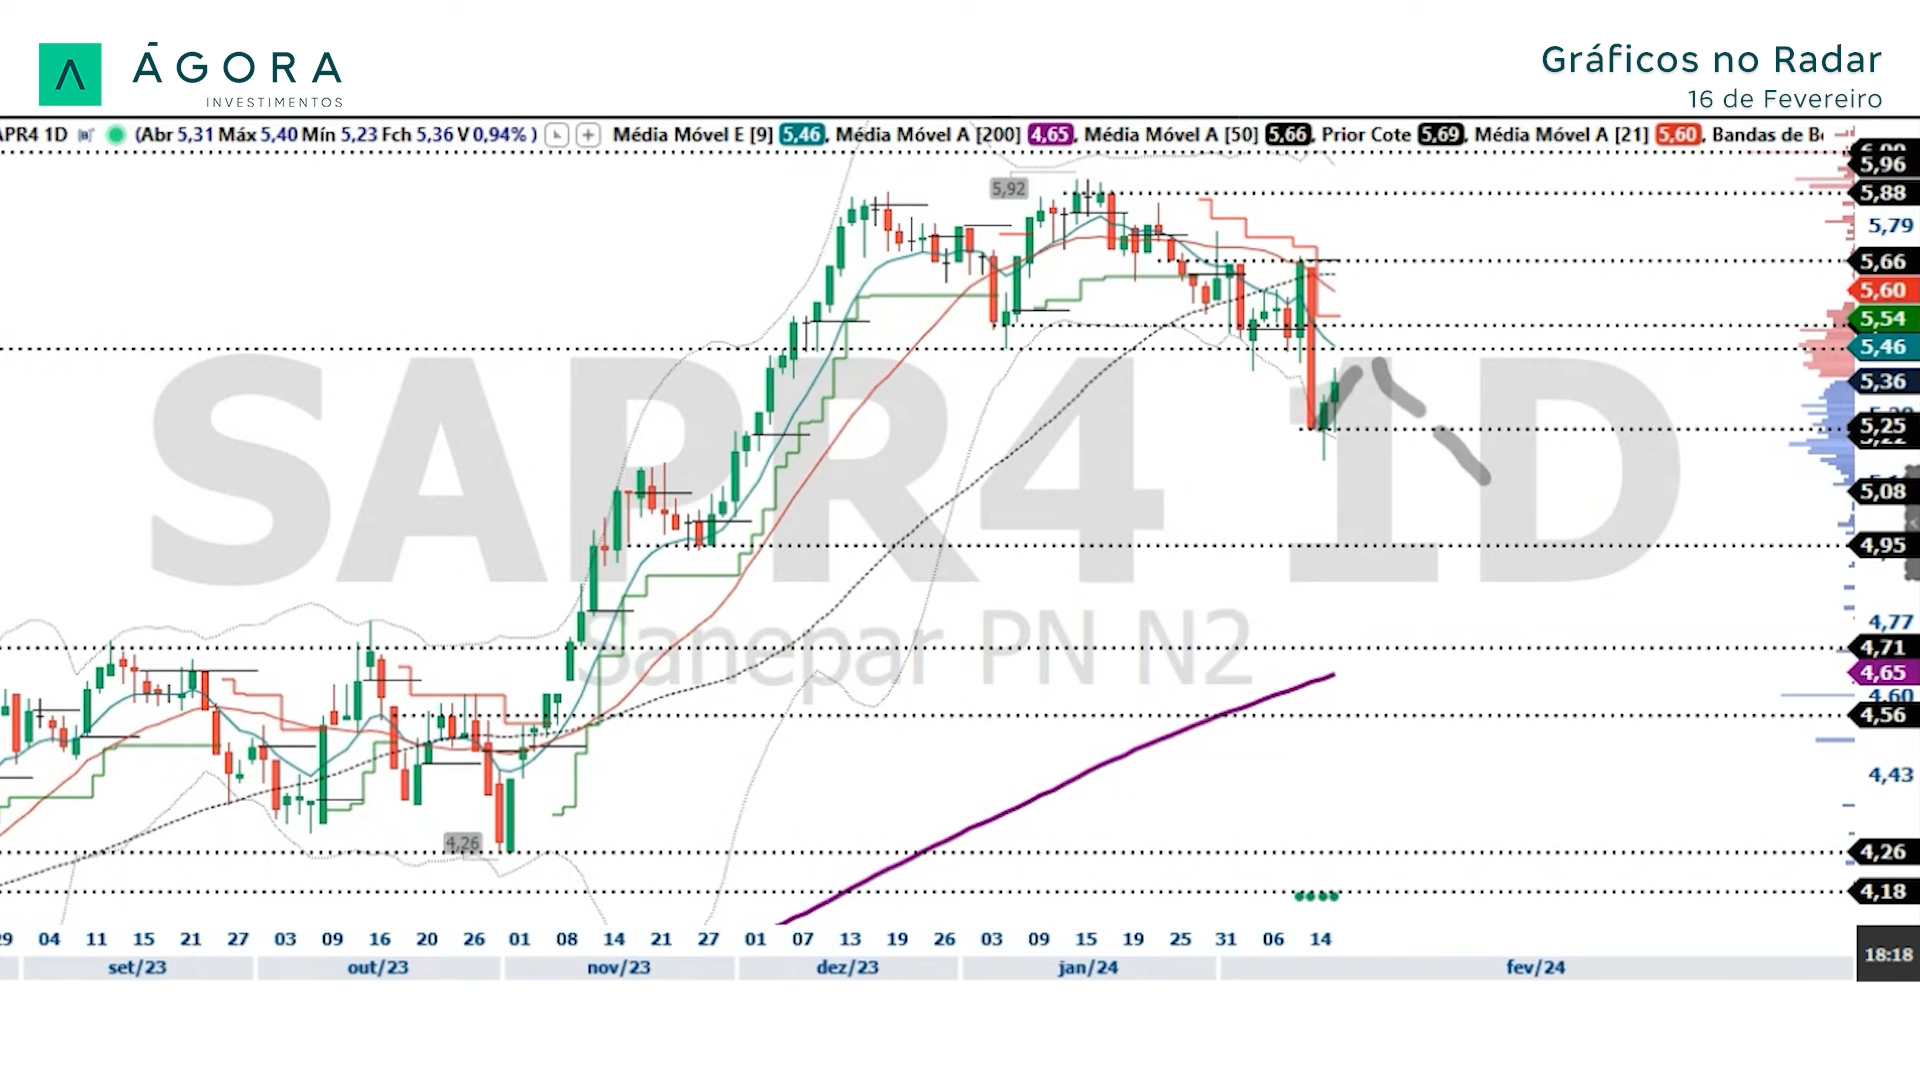 ÁGORA
INVESTIMENTOS
Gráficos no Radar
16 de Fevereiro
APR4 1D (Abr 5,31 Máx 5,40 Mín 5,23 Fch 5,36 V 0,94% ) Média Móvel E [9] 5,46, Média Móvel A [200] 4,65, Média Móvel A [50] 5,66, Prior Cote 5,69, Média Móvel A [21] 5,60, Bandas de
5,96
5,92
5,88
5,79
5,66
5,60
5,54
5,46
5,36
5,25
5,08
4,95
4,77
4,71
4,65
4,60
4,56
4,43
4,26
4,26
4,18
SAPR4 1D
Sanepar PN N2
29 04 11 15 21 27 03 09 16 20 26 01 08 14 21 27 01 07 13 19 26 03 09 15 19 25 31 06 14
set/23 out/23 nov/23 dez/23 jan/24 fev/24
18:18